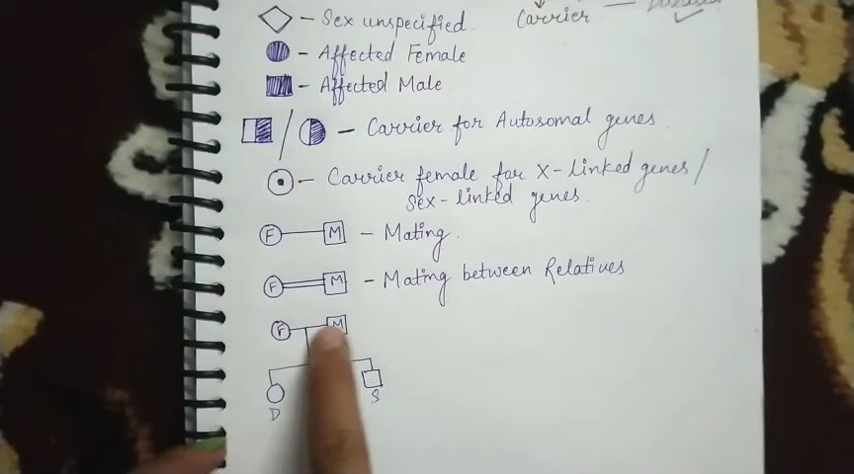 - Sex unspecified.
Carrier
- Affected Female
- Affected Male
- Carrier for Autosomal genes
- Carrier female for X-linked genes /
Sex-linked genes.
F M - Mating.
F M - Mating between Relatives
F M
D S